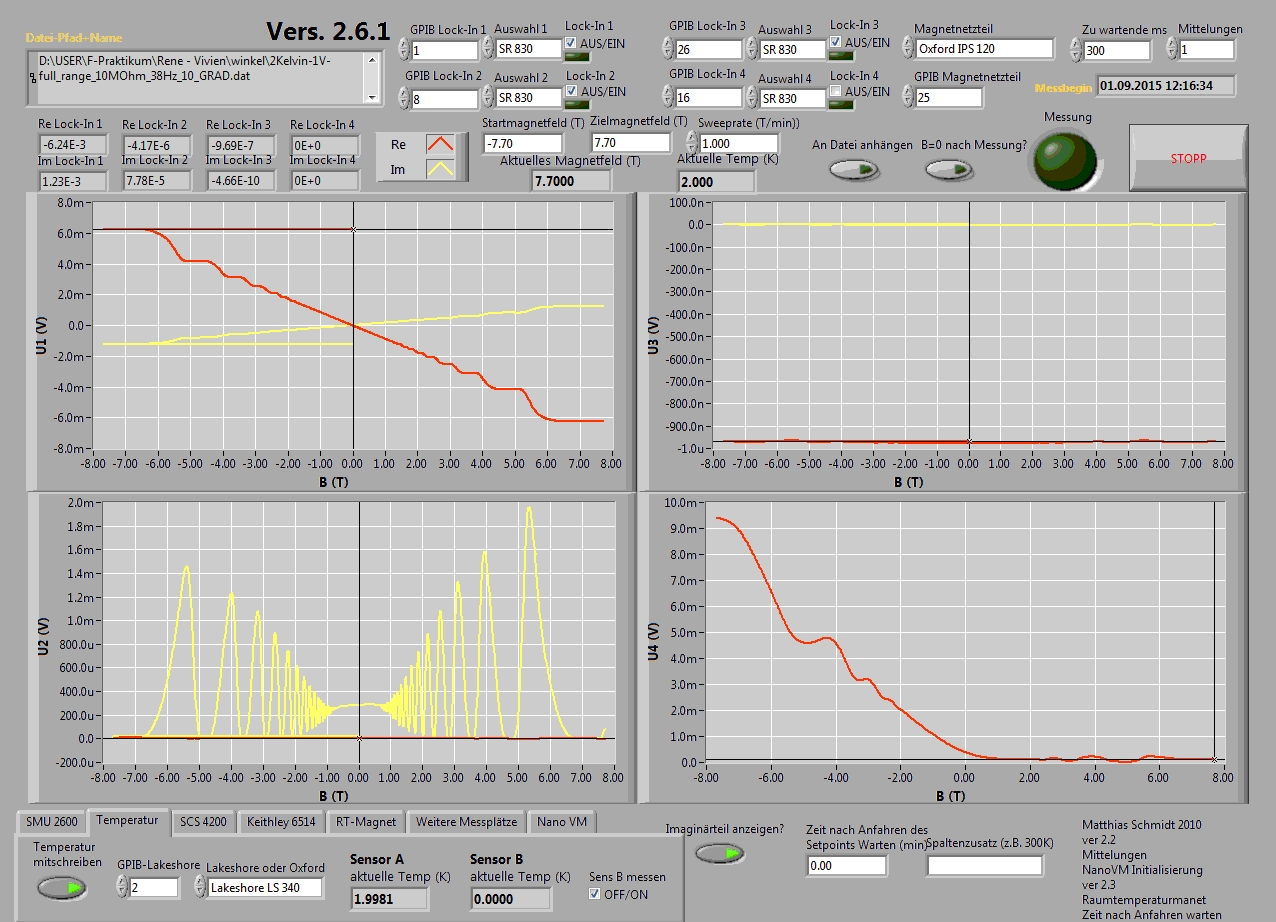 Datei-Pfad--Name
Vers. 2.6.1
D:\USER\F-Praktikum\Rene - Vivien\winkel\2Kelvin-1V-
full_range_10MOhm_38Hz_10_GRAD.dat
GPIB Lock-In 1
1
Auswahl 1
SR 830
Lock-In 1
AUS/EIN
GPIB Lock-In 2
8
Auswahl 2
SR 830
Lock-In 2
AUS/EIN
GPIB Lock-In 3
26
Auswahl 3
SR 830
Lock-In 3
AUS/EIN
GPIB Lock-In 4
16
Auswahl 4
SR 830
Lock-In 4
AUS/EIN
Magnetnetzteil
Oxford IPS 120
GPIB Magnetnetzteil
25
Zu wartende ms
300
Mittelungen
1
Messbegin
01.09.2015 12:16:34
Re Lock-In 1
-6.24E-3
Im Lock-In 1
1.23E-3
Re Lock-In 2
-4.17E-6
Im Lock-In 2
7.78E-5
Re Lock-In 3
-9.69E-7
Im Lock-In 3
-4.66E-10
Re Lock-In 4
0E+0
Im Lock-In 4
0E+0
Re
Im
Startmagnetfeld (T)
-7.70
Zielmagnetfeld (T)
7.70
Sweeprate (T/min))
1.000
Aktuelles Magnetfeld (T)
7.7000
Aktuelle Temp (K)
2.000
An Datei anhängen
B=0 nach Messung?
Messung
STOPP
8.0m
6.0m
4.0m
2.0m
0.0
-2.0m
-4.0m
-6.0m
-8.0m
U1 (V)
-8.00 -7.00 -6.00 -5.00 -4.00 -3.00 -2.00 -1.00 0.00 1.00 2.00 3.00 4.00 5.00 6.00 7.00 8.00
B (T)
100.0n
0.0
-100.0n
-200.0n
-300.0n
-400.0n
-500.0n
-600.0n
-700.0n
-800.0n
-900.0n
-1.0u
U3 (V)
-8.00 -7.00 -6.00 -5.00 -4.00 -3.00 -2.00 -1.00 0.00 1.00 2.00 3.00 4.00 5.00 6.00 7.00 8.00
B (T)
2.0m
1.8m
1.6m
1.4m
1.2m
1.0m
800.0u
600.0u
400.0u
200.0u
0.0
-200.0u
U2 (V)
-8.00 -7.00 -6.00 -5.00 -4.00 -3.00 -2.00 -1.00 0.00 1.00 2.00 3.00 4.00 5.00 6.00 7.00 8.00
B (T)
10.0m
9.0m
8.0m
7.0m
6.0m
5.0m
4.0m
3.0m
2.0m
1.0m
0.0
U4 (V)
-8.00 -6.00 -4.00 -2.00 0.00 2.00 4.00 6.00 8.00
B (T)
SMU 2600
Temperatur
SCS 4200
Keithley 6514
RT-Magnet
Weitere Messplätze
Nano VM
Temperatur
mitschreiben
GPIB-Lakeshore
2
Lakeshore oder Oxford
Lakeshore LS 340
Sensor A
aktuelle Temp (K)
1.9981
Sensor B
aktuelle Temp (K)
0.0000
Sens B messen
OFF/ON
Imaginärteil anzeigen?
Zeit nach Anfahren des
Setpoints Warten (min)
0.00
Spaltenzusatz (z.B. 300K)
Matthias Schmidt 2010
ver 2.2
Mittelungen
NanoVM Initialisierung
ver 2.3
Raumtemperaturmanet
Zeit nach Anfahren warten